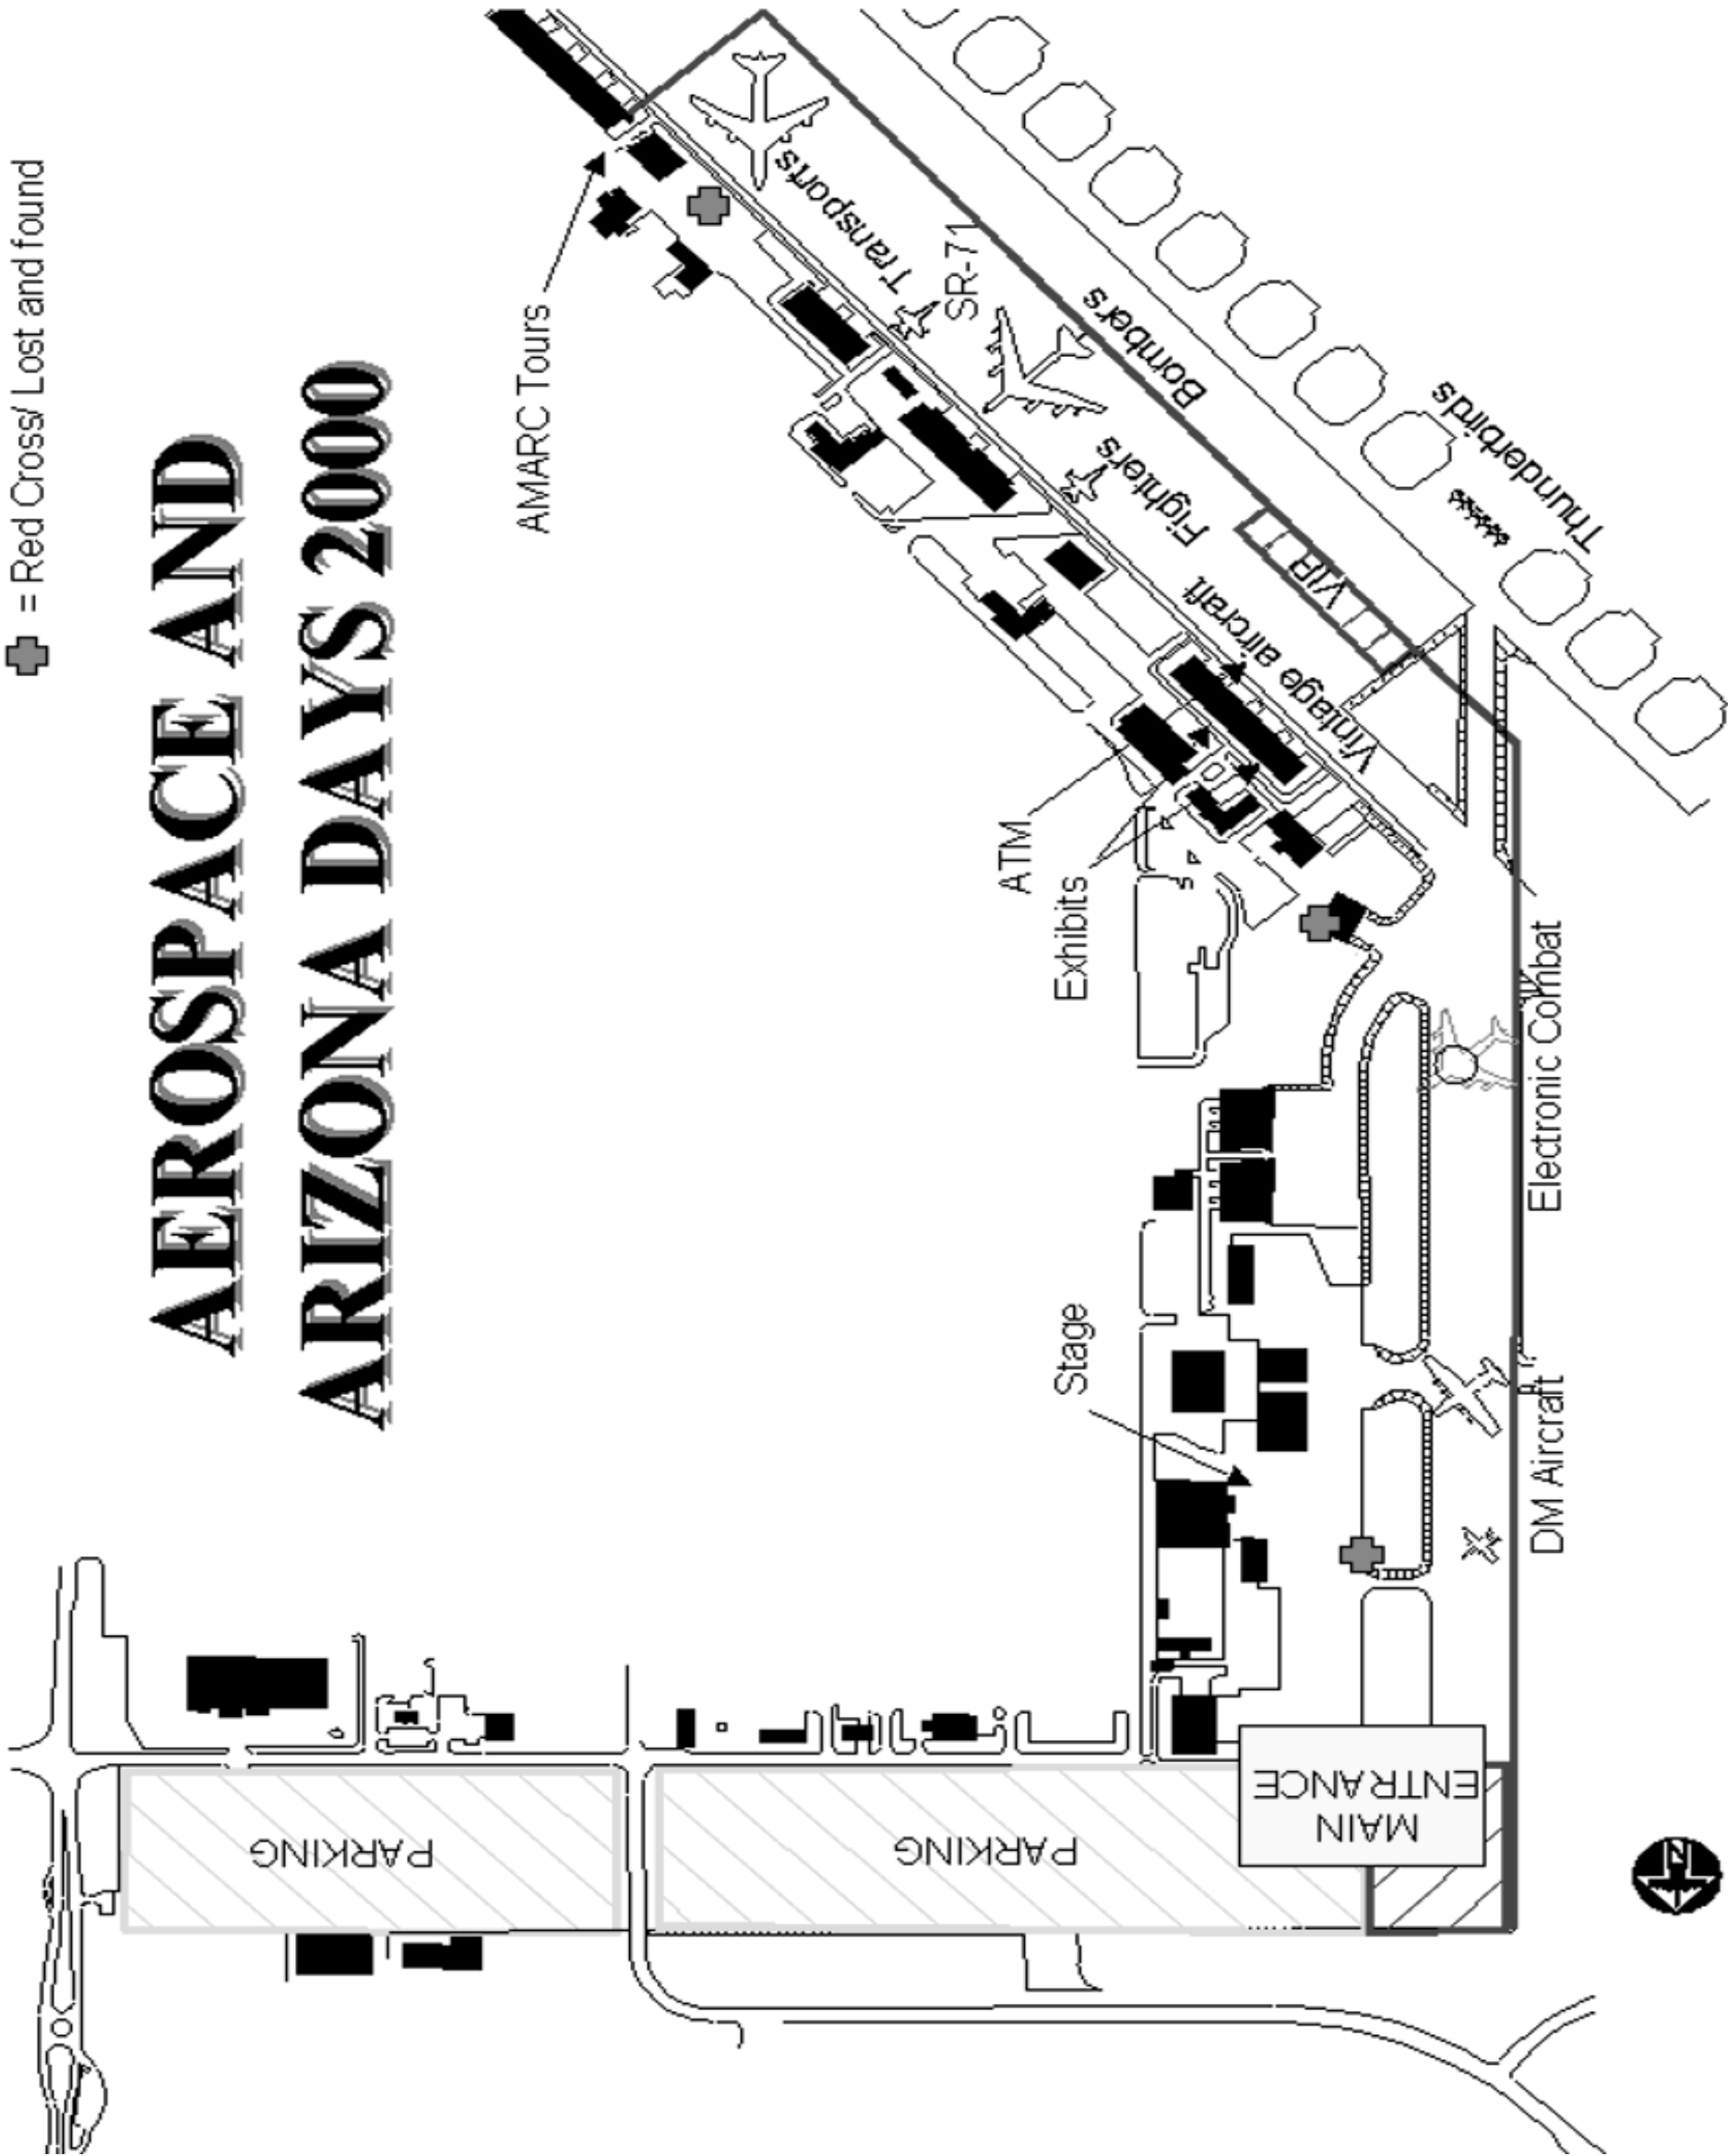 = Red Cross/ Lost and found
AEROSPACE AND
ARIZONA DAYS 2000
AMARC Tours
Transports
SR-71
Bombers
Fighters
Thunderbirds
VIP
Vintage aircraft
ATM
Exhibits
Electronic Combat
Stage
DM Aircraft
PARKING
PARKING
MAIN
ENTRANCE
N